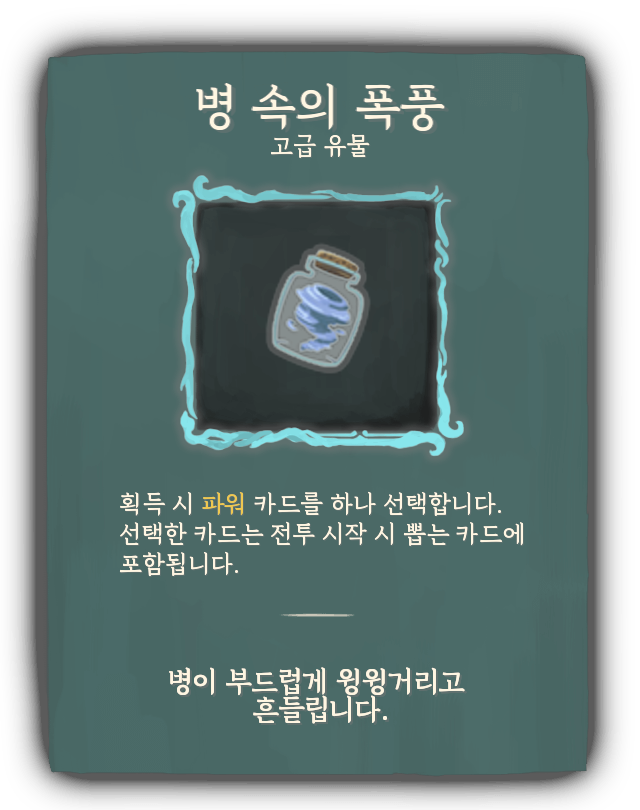 병 속의 폭풍
고급 유물
획득 시 파워 카드를 하나 선택합니다.
선택한 카드는 전투 시작 시 뽑는 카드에
포함됩니다.
병이 부드럽게 윙윙거리고
흔들립니다.